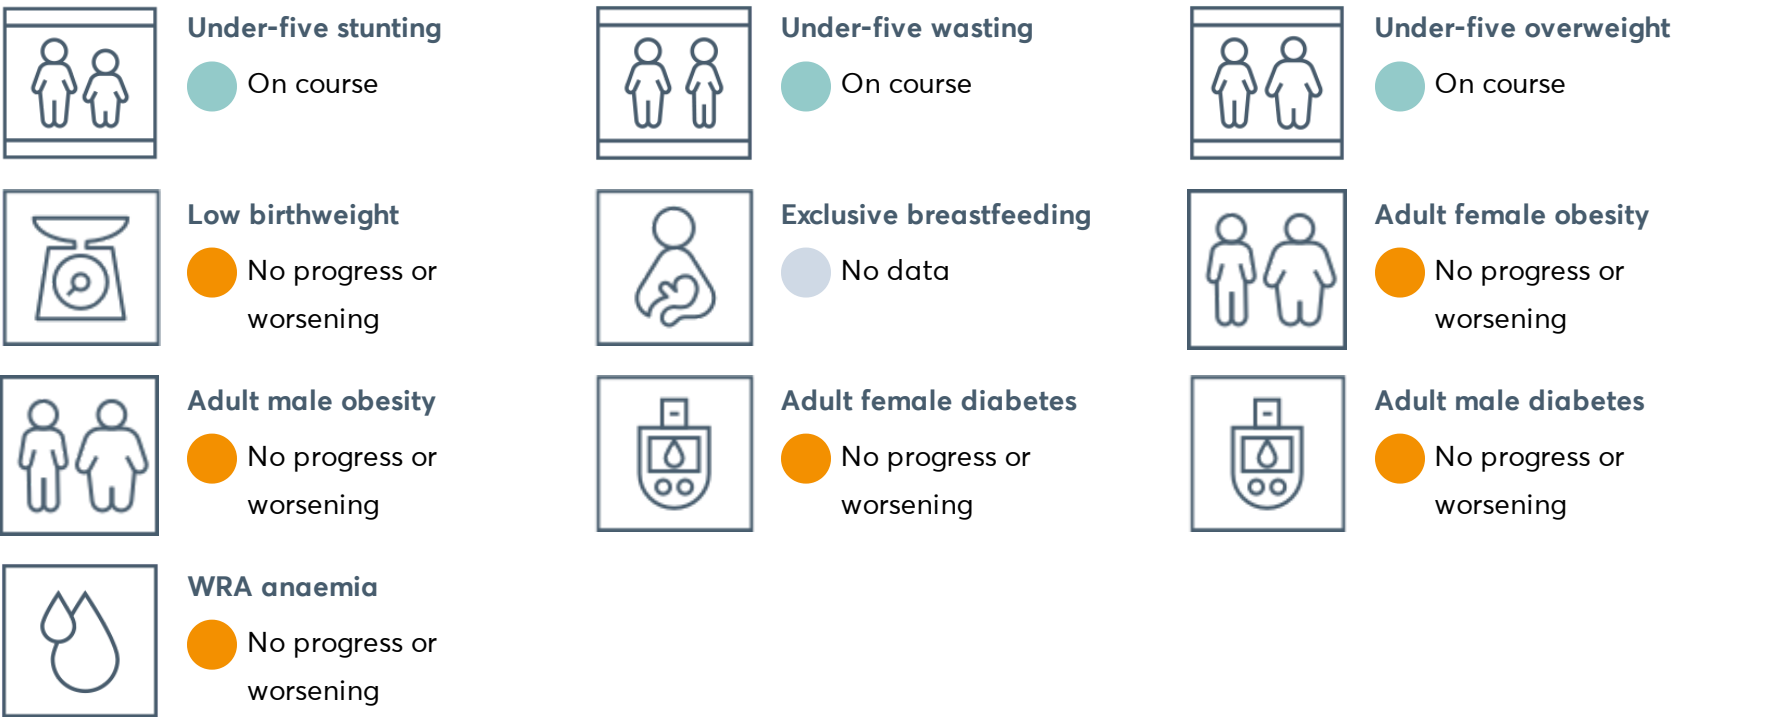 Under-five stunting
On course
Under-five wasting
On course
Under-five overweight
On course
Low birthweight
No progress or
worsening
Exclusive breastfeeding
No data
Adult female obesity
No progress or
worsening
Adult male obesity
No progress or
worsening
Adult female diabetes
No progress or
worsening
Adult male diabetes
No progress or
worsening
WRA anaemia
No progress or
worsening